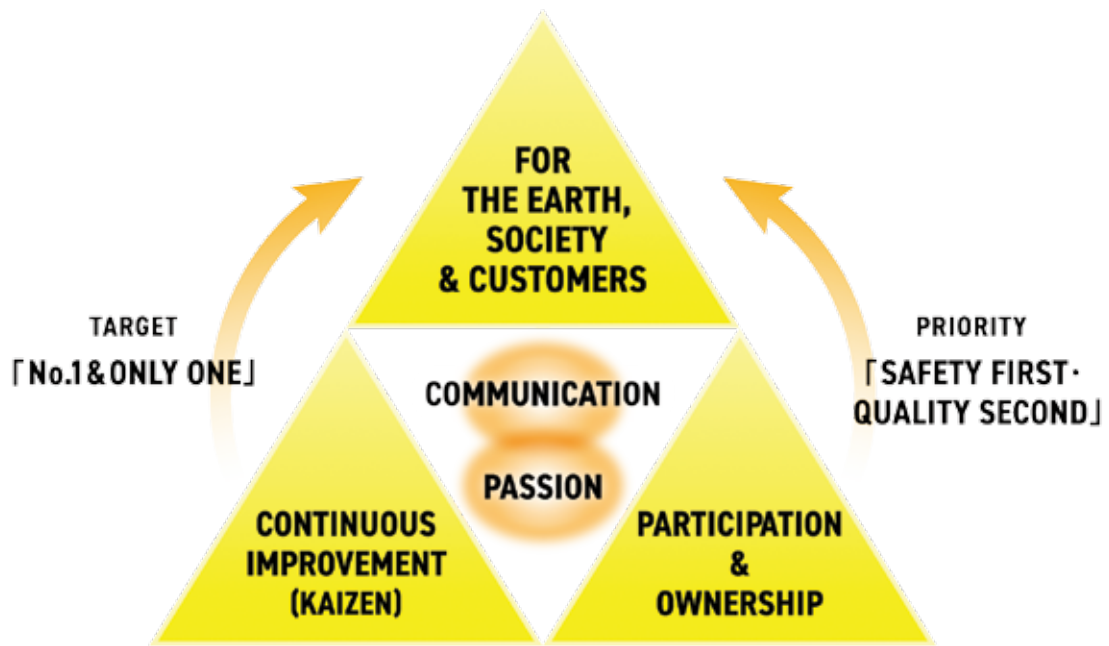 FOR
THE EARTH,
SOCIETY
& CUSTOMERS
TARGET
「No.1&ONLY ONE」
PRIORITY
「SAFETY FIRST・
QUALITY SECOND」
COMMUNICATION
PASSION
CONTINUOUS
IMPROVEMENT
(KAIZEN)
PARTICIPATION
&
OWNERSHIP